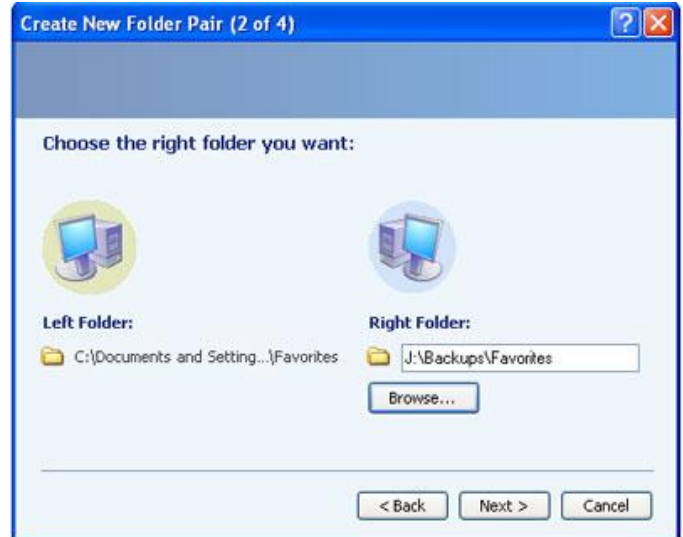 Create New Folder Pair (2 of 4)
Choose the right folder you want:
Left Folder:
C:\Documents and Setting...\Favorites
Right Folder:
J:\Backups\Favorites
Browse...
< Back
Next >
Cancel